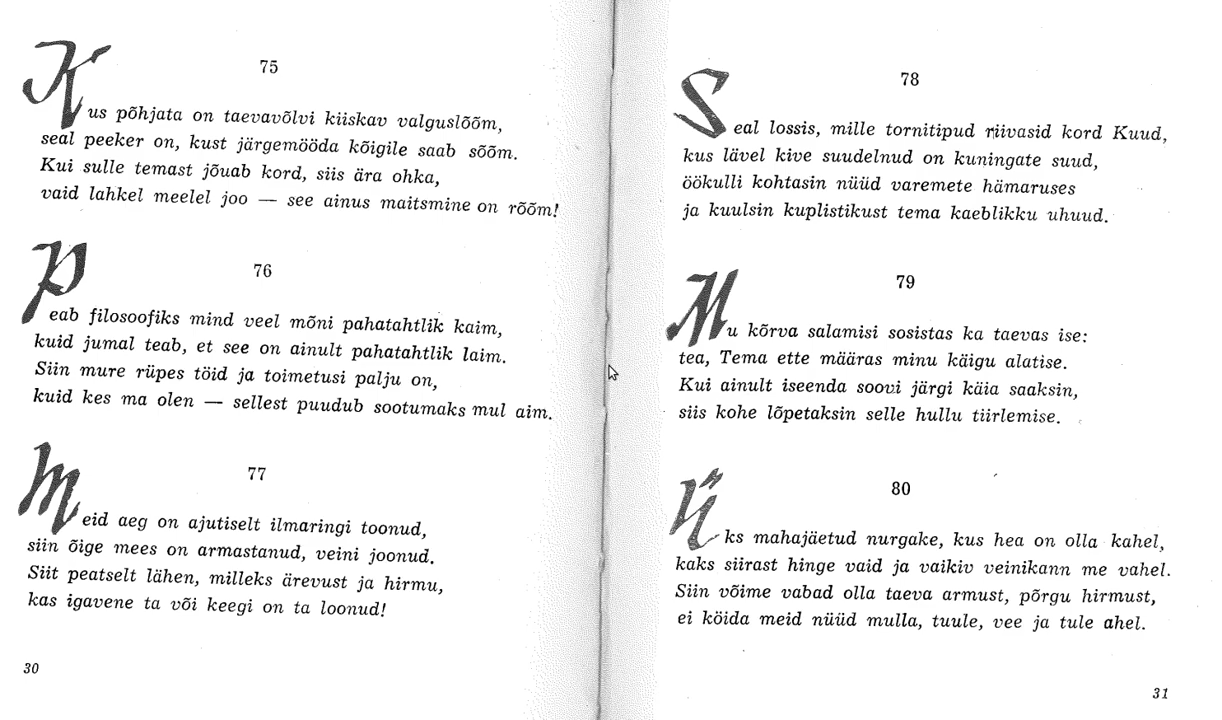 75
Kus põhjata on taevavõlvi kiiskav valguslõõm,
seal peeker on, kust järgemööda kõigile saab sõõm.
Kui sulle temast jõuab kord, siis ära ohka,
vaid lahkel meelel joo — see ainus maitsmine on rõõm!
76
Peab filosoofiks mind veel mõni pahatahtlik kaim,
kuid jumal teab, et see on ainult pahatahtlik laim.
Siin mure rüpes töid ja toimetusi palju on,
kuid kes ma olen — sellest puudub sootumaks mul aim.
77
Meid aeg on ajutiselt ilmaringi toonud,
siin õige mees on armastanud, veini joonud.
Siit peatselt lähen, milleks ärevust ja hirmu,
kas igavene ta või keegi on ta loonud!
30
78
Seal lossis, mille tornitipud riivasid kord Kuud,
kus lävel kive suudelnud on kuningate suud,
öökulli kohtasin nüüd varemete hämaruses
ja kuulsin kuplistikust tema kaeblikku uhuud.
79
Mu kõrva salamisi sosistas ka taevas ise:
tea, Tema ette määras minu käigu alatise.
Kui ainult iseenda soovi järgi käia saaksin,
siis kohe lõpetaksin selle hullu tiirlemise.
80
Üks mahajäetud nurgake, kus hea on olla kahel,
kaks siirast hinge vaid ja vaikiv veinikann me vahel.
Siin võime vabad olla taeva armust, põrgu hirmust,
ei köida meid nüüd mulla, tuule, vee ja tule ahel.
31